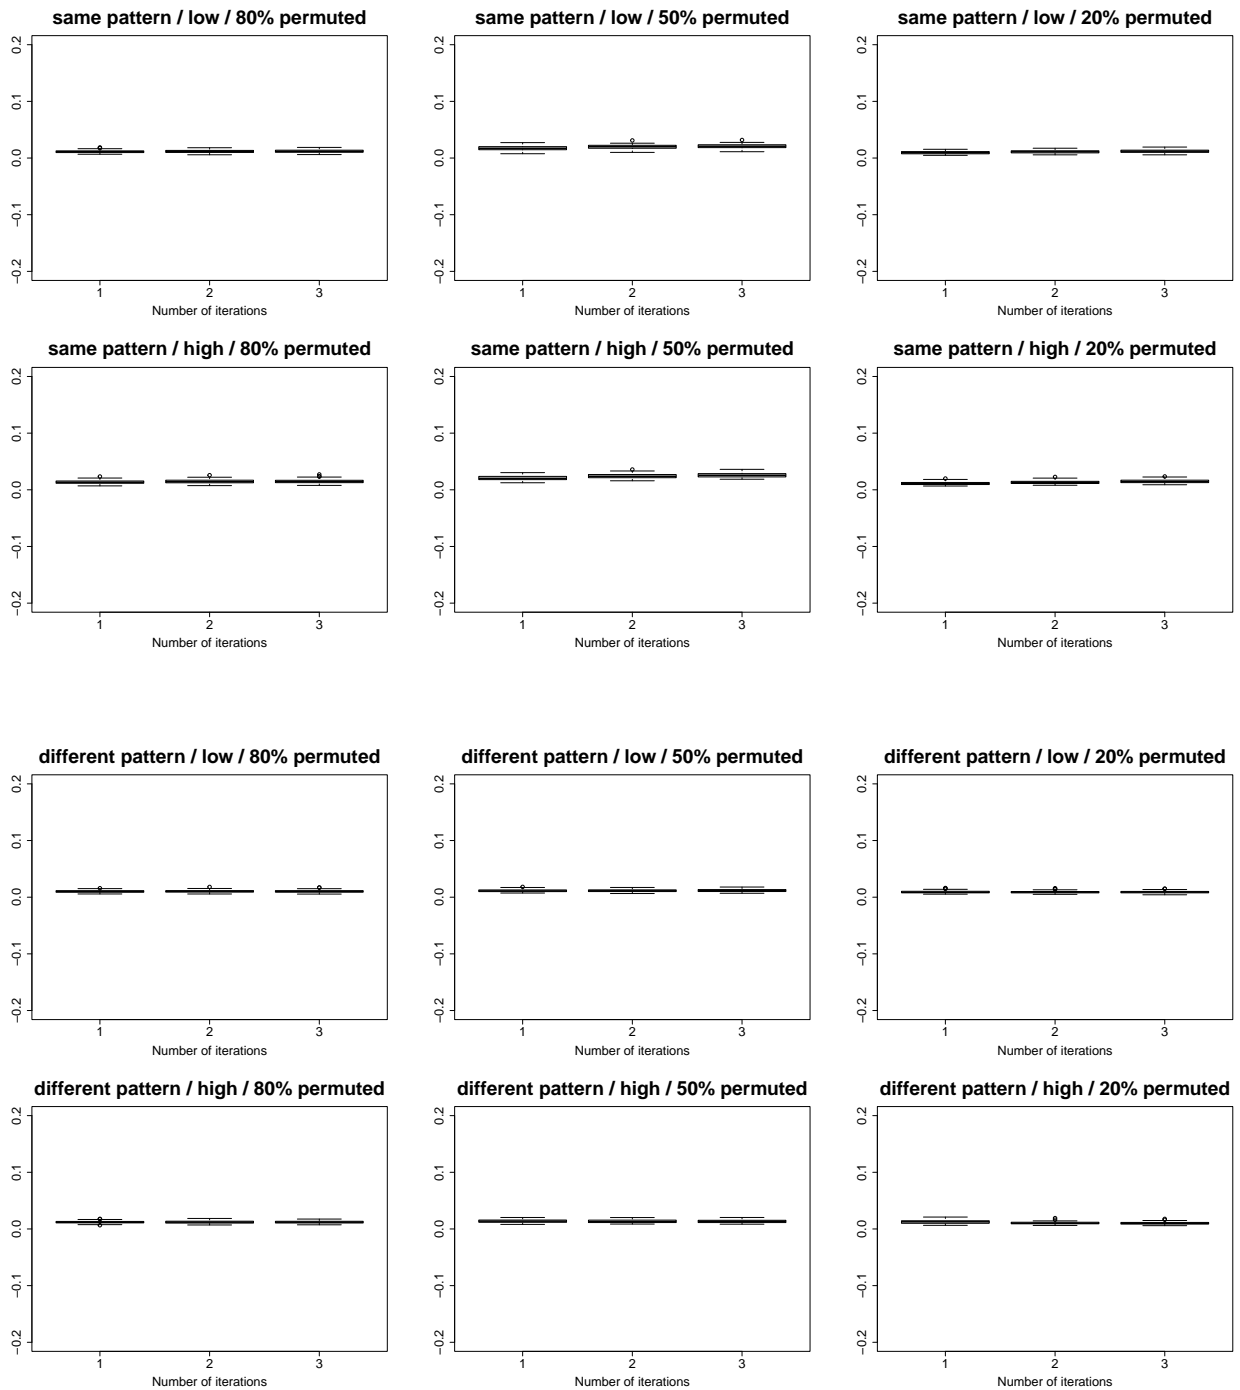 same pattern / low / 80% permuted
0.2
0.1
0.0
−0.1
−0.2
1 2 3
Number of iterations
same pattern / low / 50% permuted
0.2
0.1
0.0
−0.1
−0.2
1 2 3
Number of iterations
same pattern / low / 20% permuted
0.2
0.1
0.0
−0.1
−0.2
1 2 3
Number of iterations
same pattern / high / 80% permuted
0.2
0.1
0.0
−0.1
−0.2
1 2 3
Number of iterations
same pattern / high / 50% permuted
0.2
0.1
0.0
−0.1
−0.2
1 2 3
Number of iterations
same pattern / high / 20% permuted
0.2
0.1
0.0
−0.1
−0.2
1 2 3
Number of iterations
different pattern / low / 80% permuted
0.2
0.1
0.0
−0.1
−0.2
1 2 3
Number of iterations
different pattern / low / 50% permuted
0.2
0.1
0.0
−0.1
−0.2
1 2 3
Number of iterations
different pattern / low / 20% permuted
0.2
0.1
0.0
−0.1
−0.2
1 2 3
Number of iterations
different pattern / high / 80% permuted
0.2
0.1
0.0
−0.1
−0.2
1 2 3
Number of iterations
different pattern / high / 50% permuted
0.2
0.1
0.0
−0.1
−0.2
1 2 3
Number of iterations
different pattern / high / 20% permuted
0.2
0.1
0.0
−0.1
−0.2
1 2 3
Number of iterations